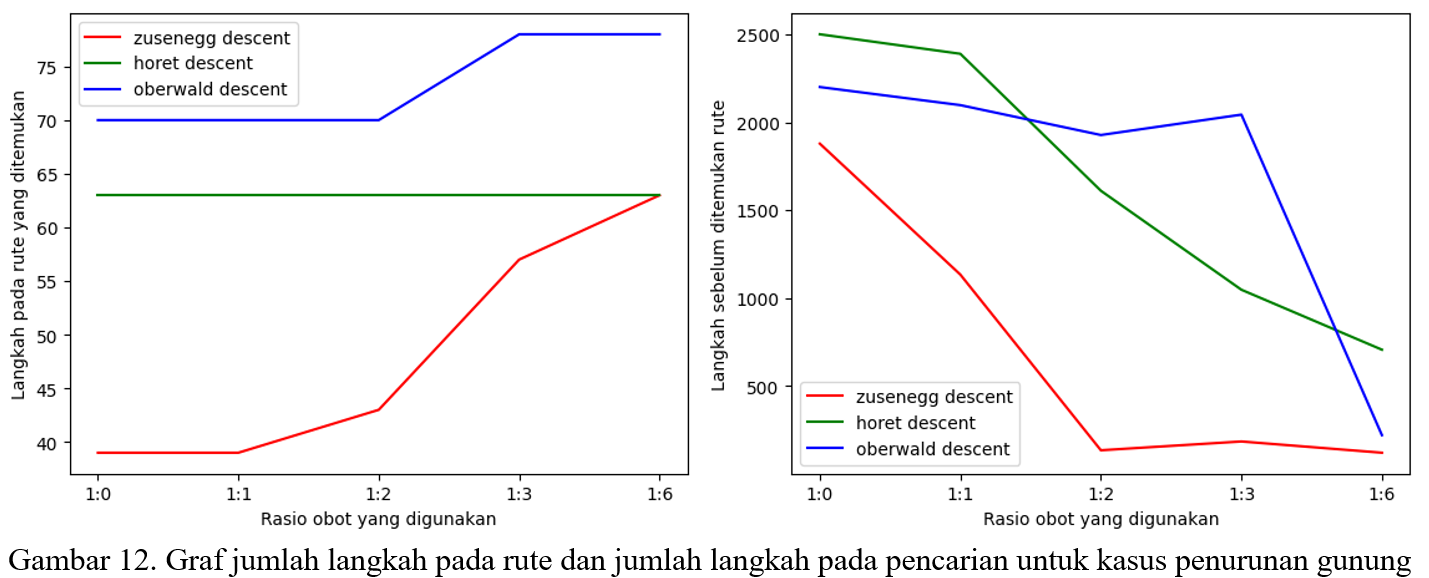 zusenegg descent
horet descent
oberwald descent
75
70
65
60
55
50
45
40
Langkah pada rute yang ditemukan
1:0 1:1 1:2 1:3 1:6
Rasio obot yang digunakan
2500
2000
1500
1000
500
Langkah sebelum ditemukan rute
zusenegg descent
horet descent
oberwald descent
1:0 1:1 1:2 1:3 1:6
Rasio obot yang digunakan
Gambar 12. Graf jumlah langkah pada rute dan jumlah langkah pada pencarian untuk kasus penurunan gunung